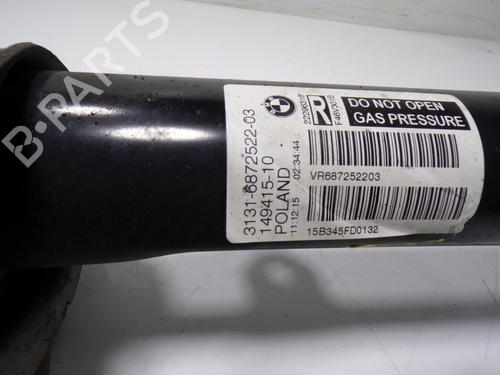 3131-6872522-03
149415-10
POLAND
11:12:15 02:34:44
R
DO NOT OPEN
GAS PRESSURE
VR687252203
15B345FD0132